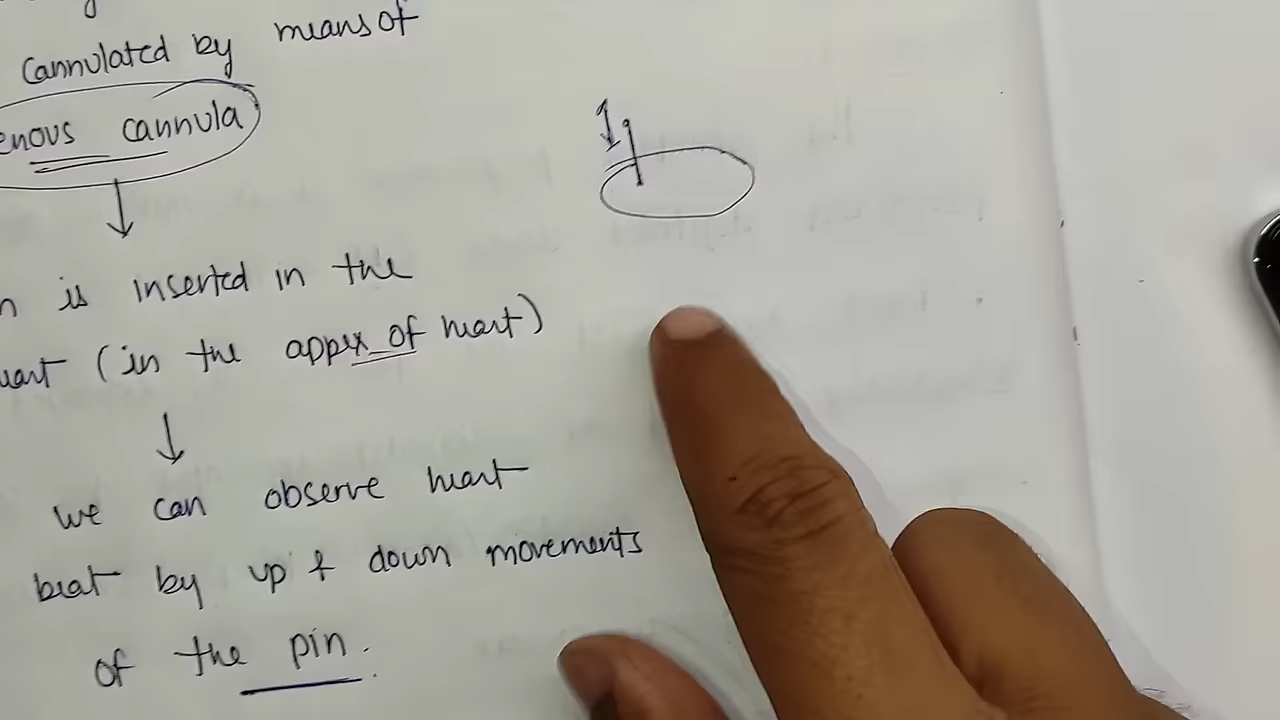 cannulated by means of
enous cannula
n is inserted in the
eart (in the appex of heart)
we can observe heart
beat by up & down movements
of the pin.